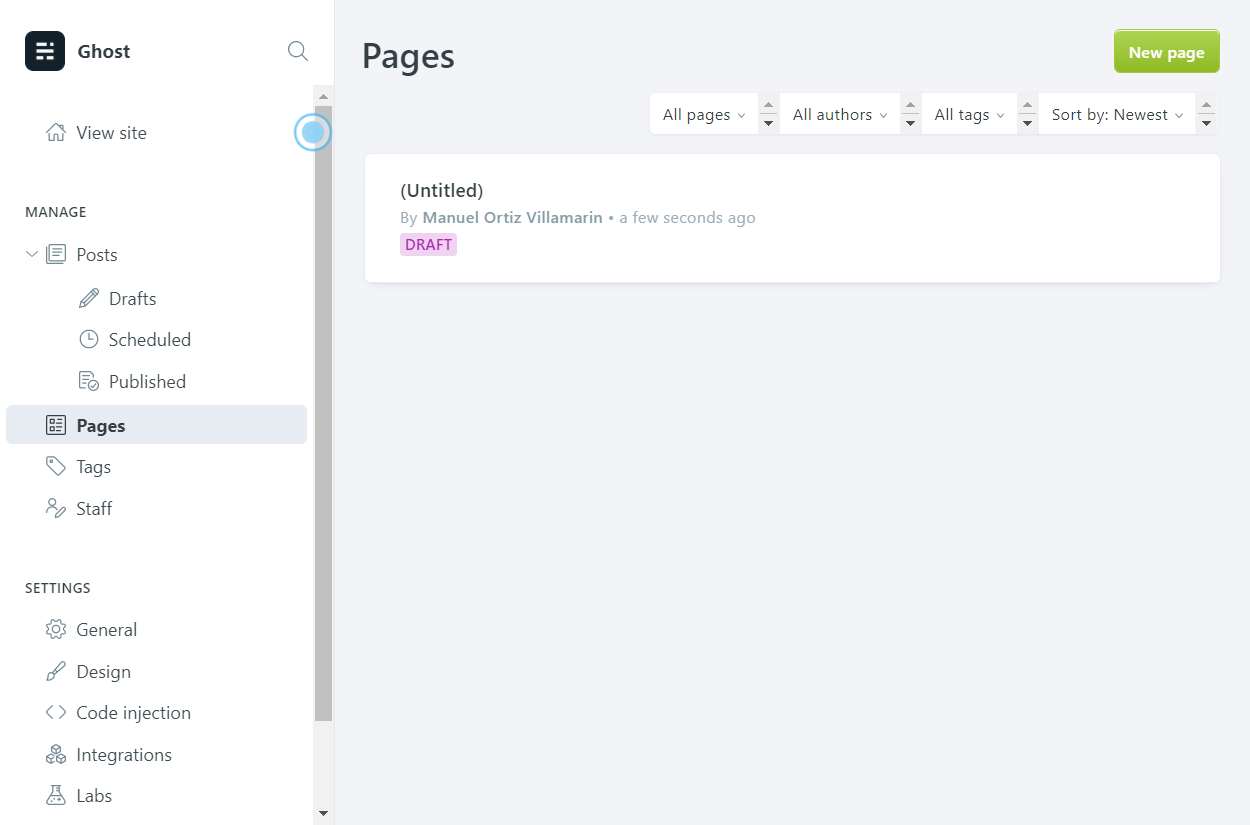 Ghost
View site
MANAGE
Posts
Drafts
Scheduled
Published
Pages
Tags
Staff
SETTINGS
General
Design
Code injection
Integrations
Labs
Pages
New page
All pages All authors All tags Sort by: Newest
(Untitled)
By Manuel Ortiz Villamarin • a few seconds ago
DRAFT